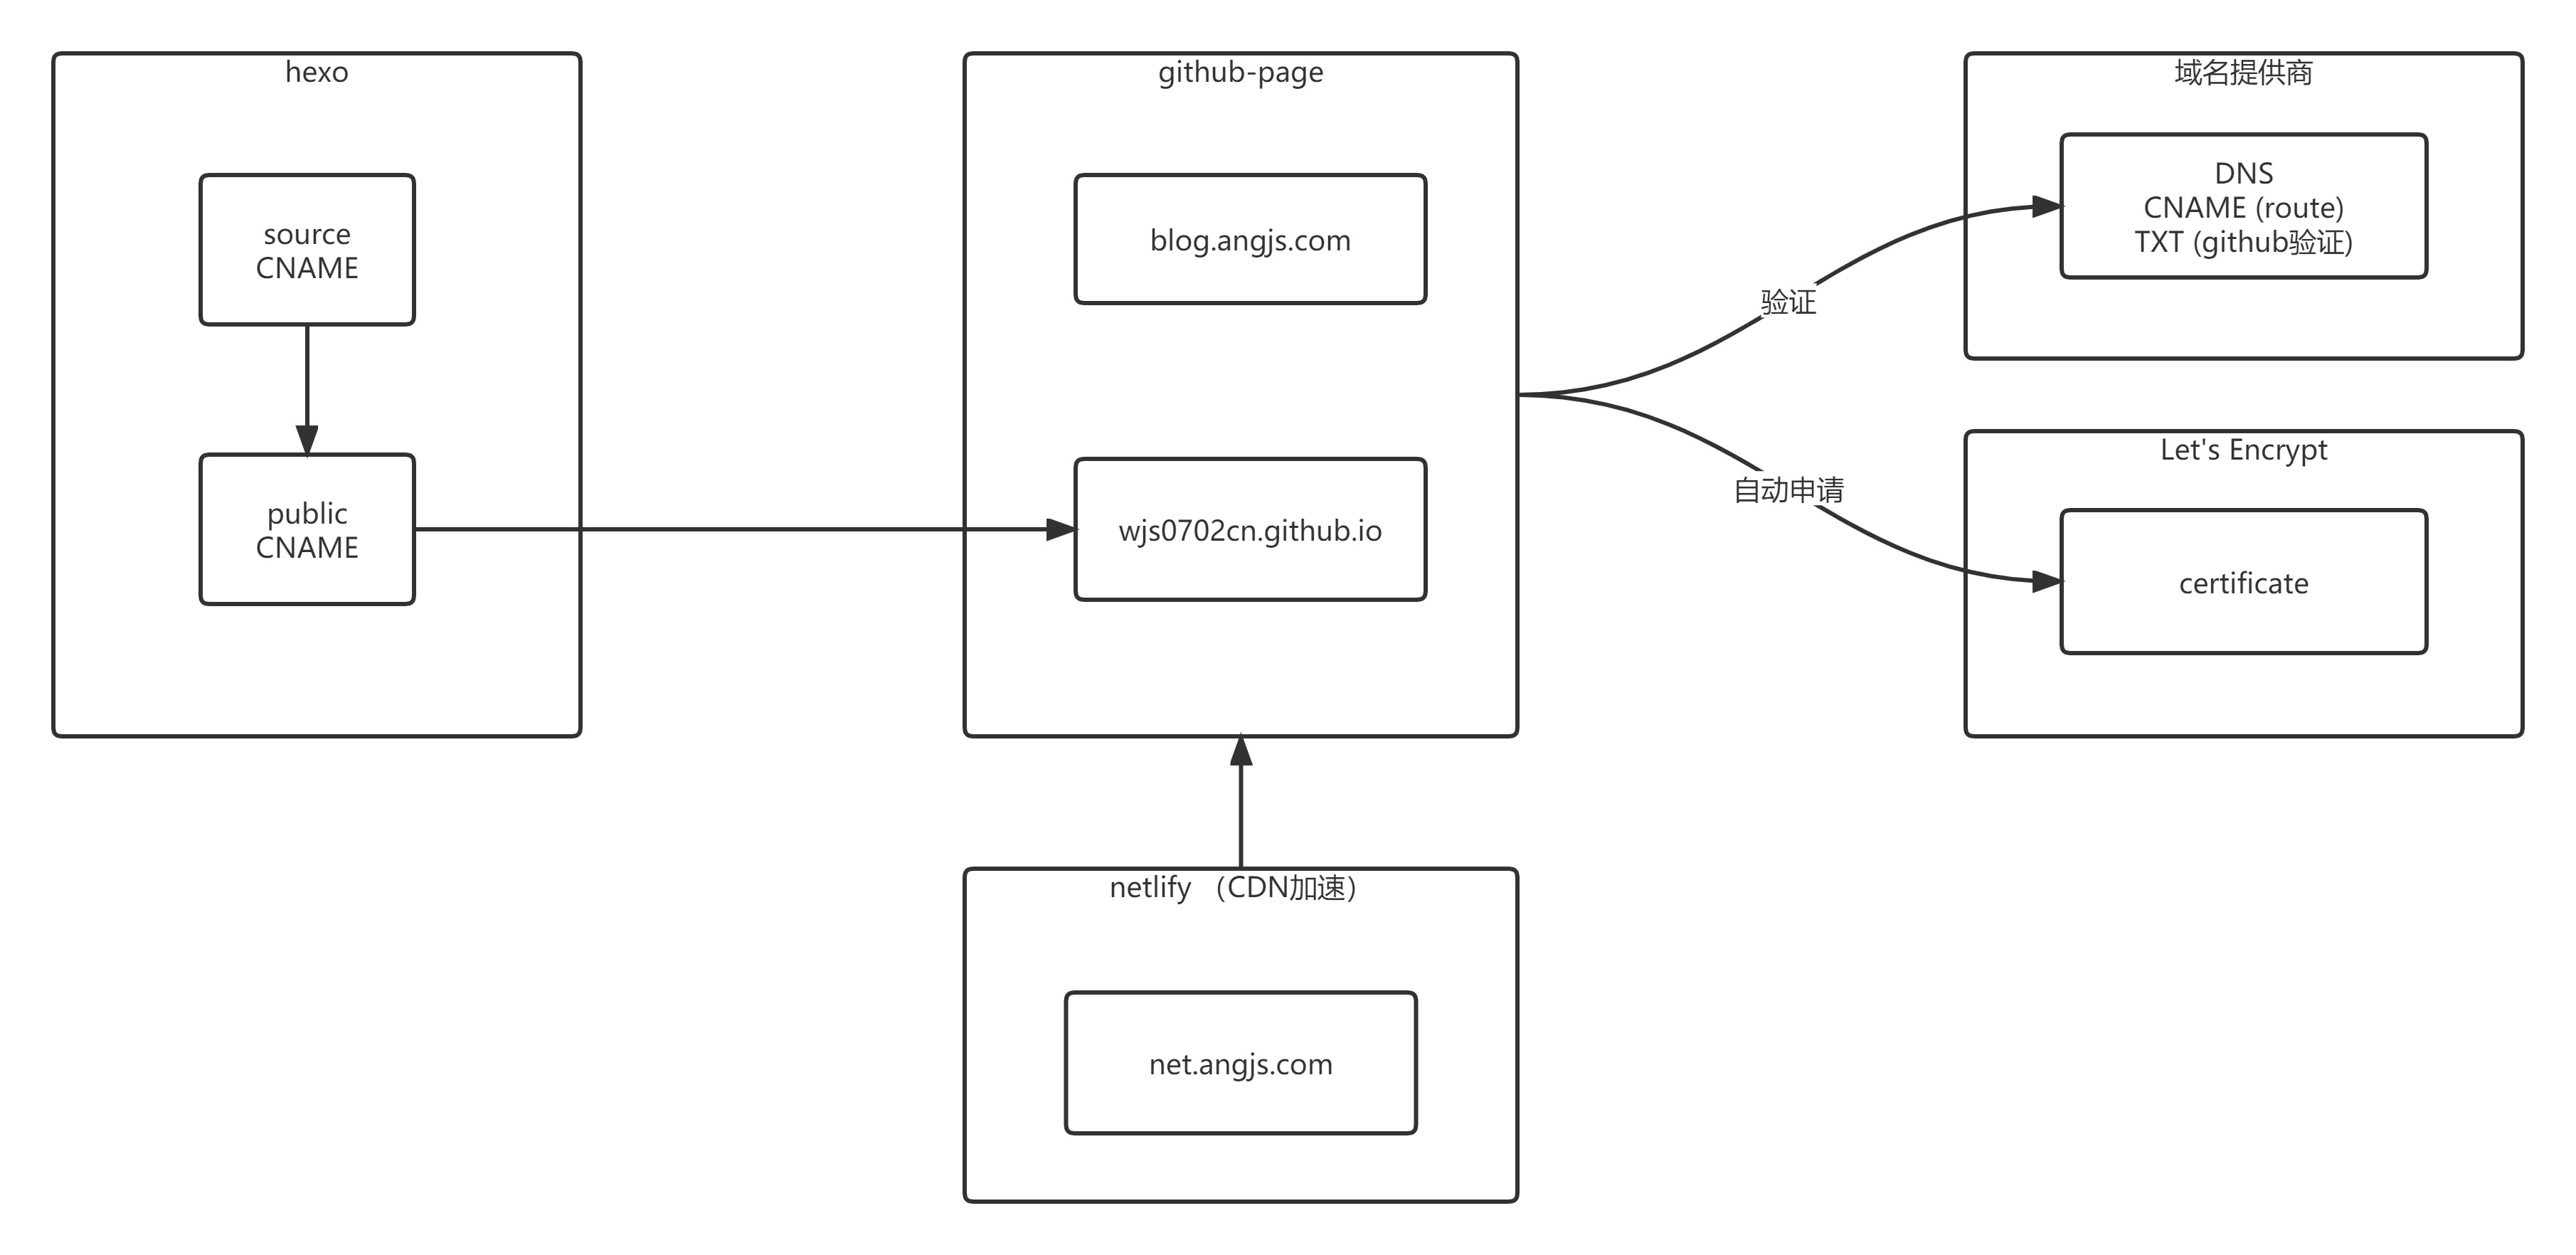 hexo
source
CNAME
public
CNAME
github-page
blog.angjs.com
wjs0702cn.github.io
验证
自动申请
域名提供商
DNS
CNAME (route)
TXT (github验证)
Let's Encrypt
certificate
netlify （CDN加速）
net.angjs.com